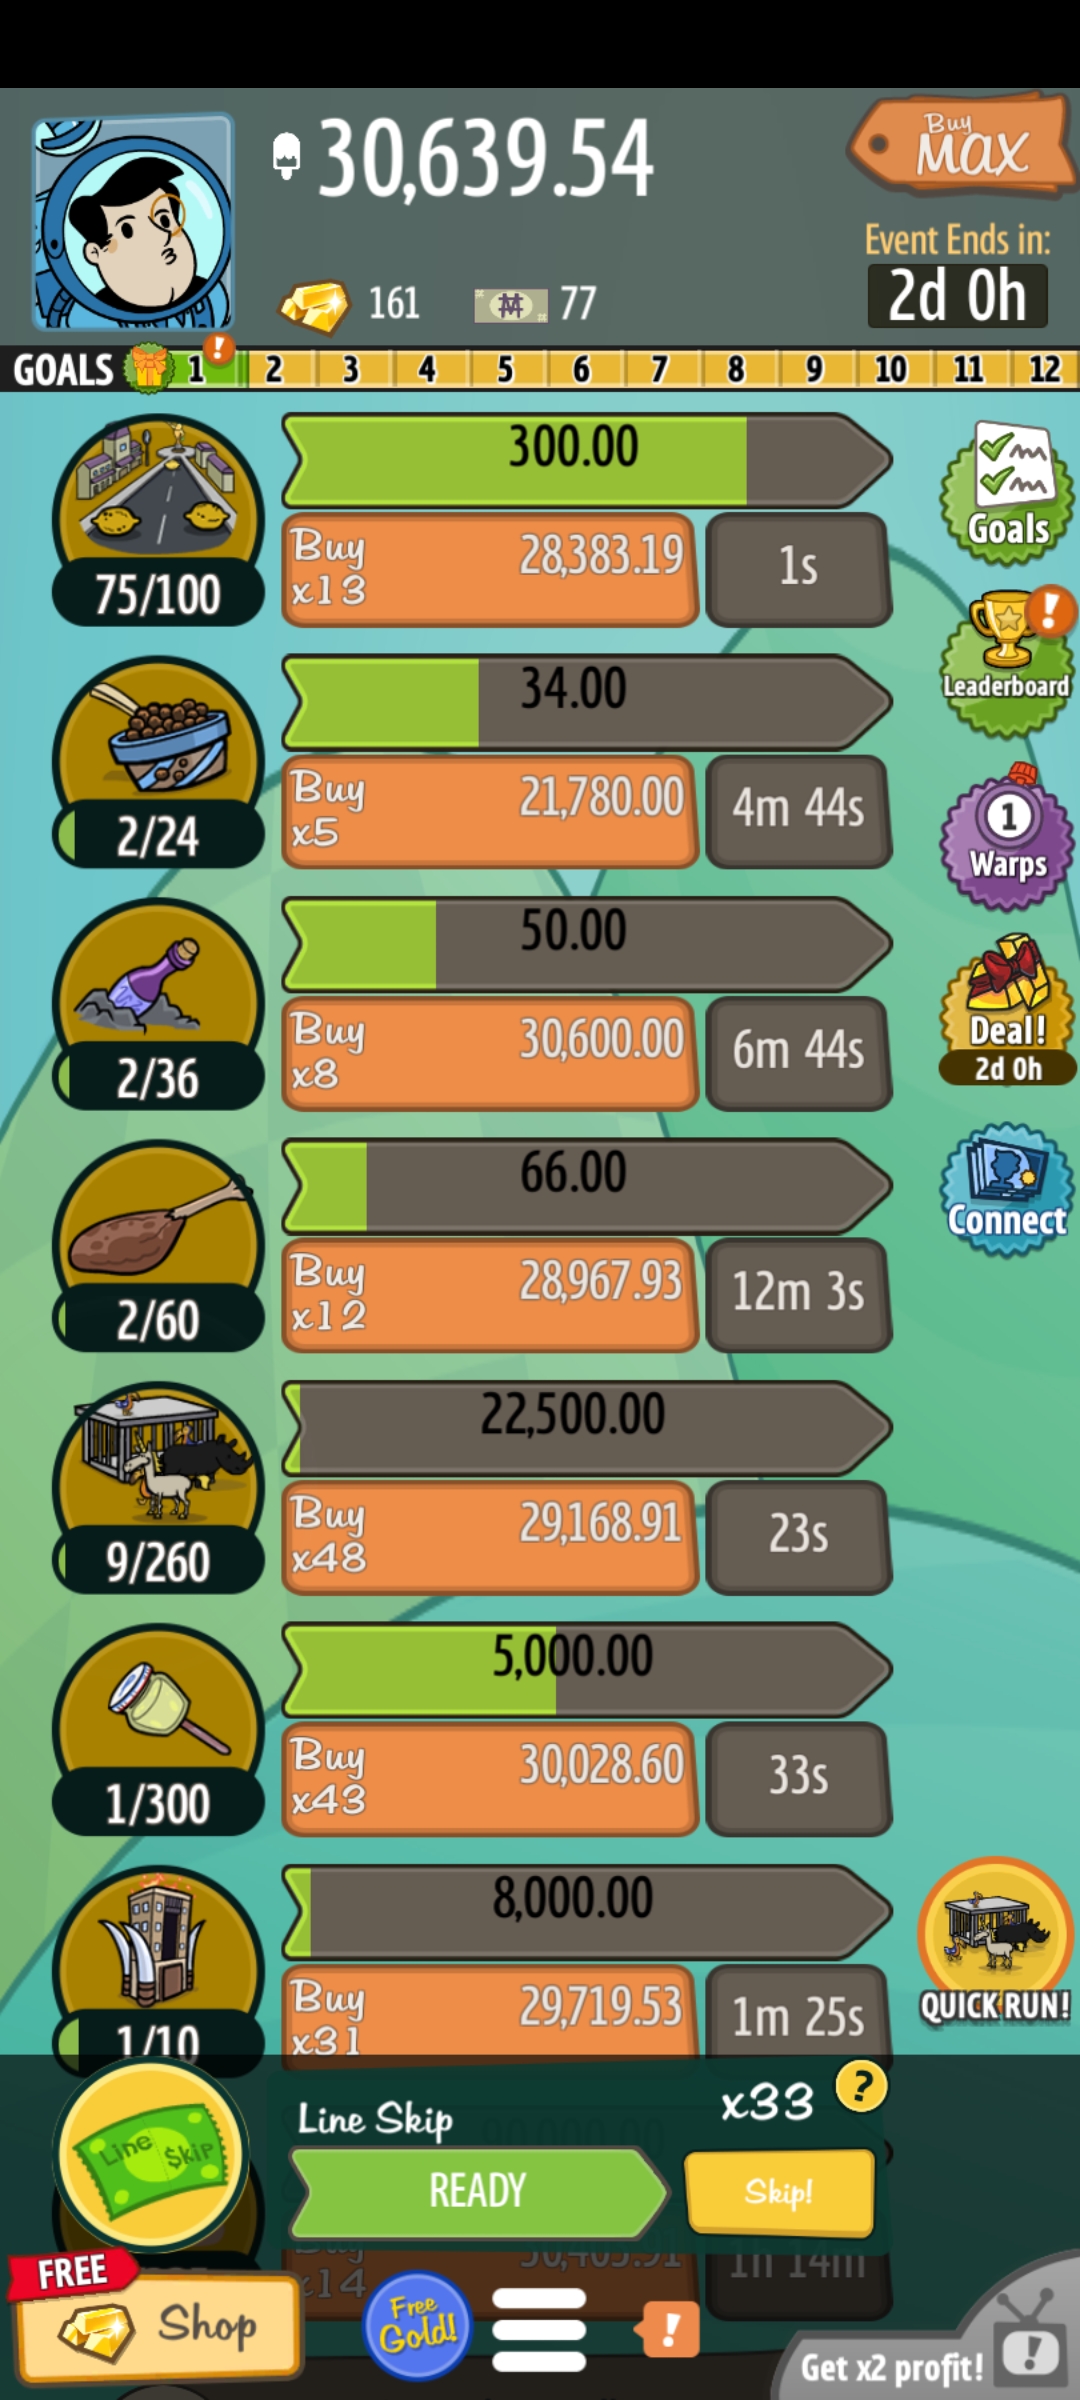 30,639.54
Buy
MAX
Event Ends in:
2d 0h
161
77
GOALS 1 ! 2 3 4 5 6 7 8 9 10 11 12
300.00
Buy
x13
28,383.19
1s
75/100
Goals
34.00
Buy
x5
21,780.00
4m 44s
2/24
!
Leaderboard
50.00
Buy
x8
30,600.00
6m 44s
2/36
1
Warps
Deal!
2d 0h
66.00
Buy
x12
28,967.93
12m 3s
2/60
Connect
22,500.00
Buy
x48
29,168.91
23s
9/260
5,000.00
Buy
x43
30,028.60
33s
1/300
8,000.00
Buy
x31
29,719.53
1m 25s
1/10
QUICK RUN!
Line Skip
Line Skip
x33
?
90,000.00
READY
Skip!
Buy
x14
1h 14m
FREE
Shop
Free
Gold!
!
Get x2 profit!
!